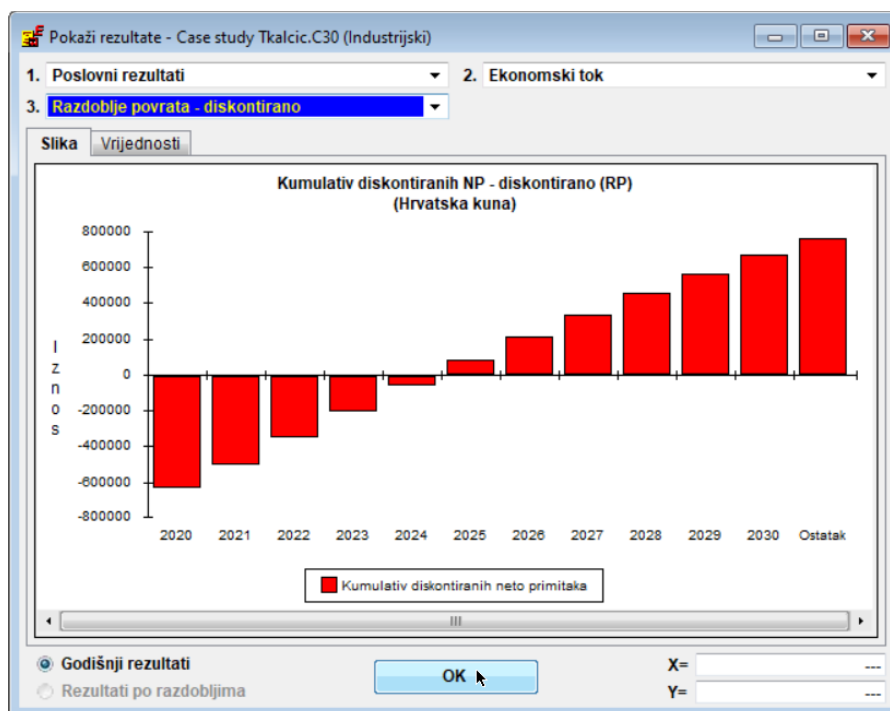 Pokaži rezultate - Case study Tkalcic.C30 (Industrijski)
1. Poslovni rezultati
2. Ekonomski tok
3. Razdoblje povrata - diskontirano
Slika Vrijednosti
Kumulativ diskontiranih NP - diskontirano (RP)
(Hrvatska kuna)
800000
600000
400000
200000
0
-200000
-400000
-600000
-800000
Iznos
2020 2021 2022 2023 2024 2025 2026 2027 2028 2029 2030 Ostatak
Kumulativ diskontiranih neto primitaka
Godišnji rezultati
Rezultati po razdobljima
OK
X= ---
Y= ---